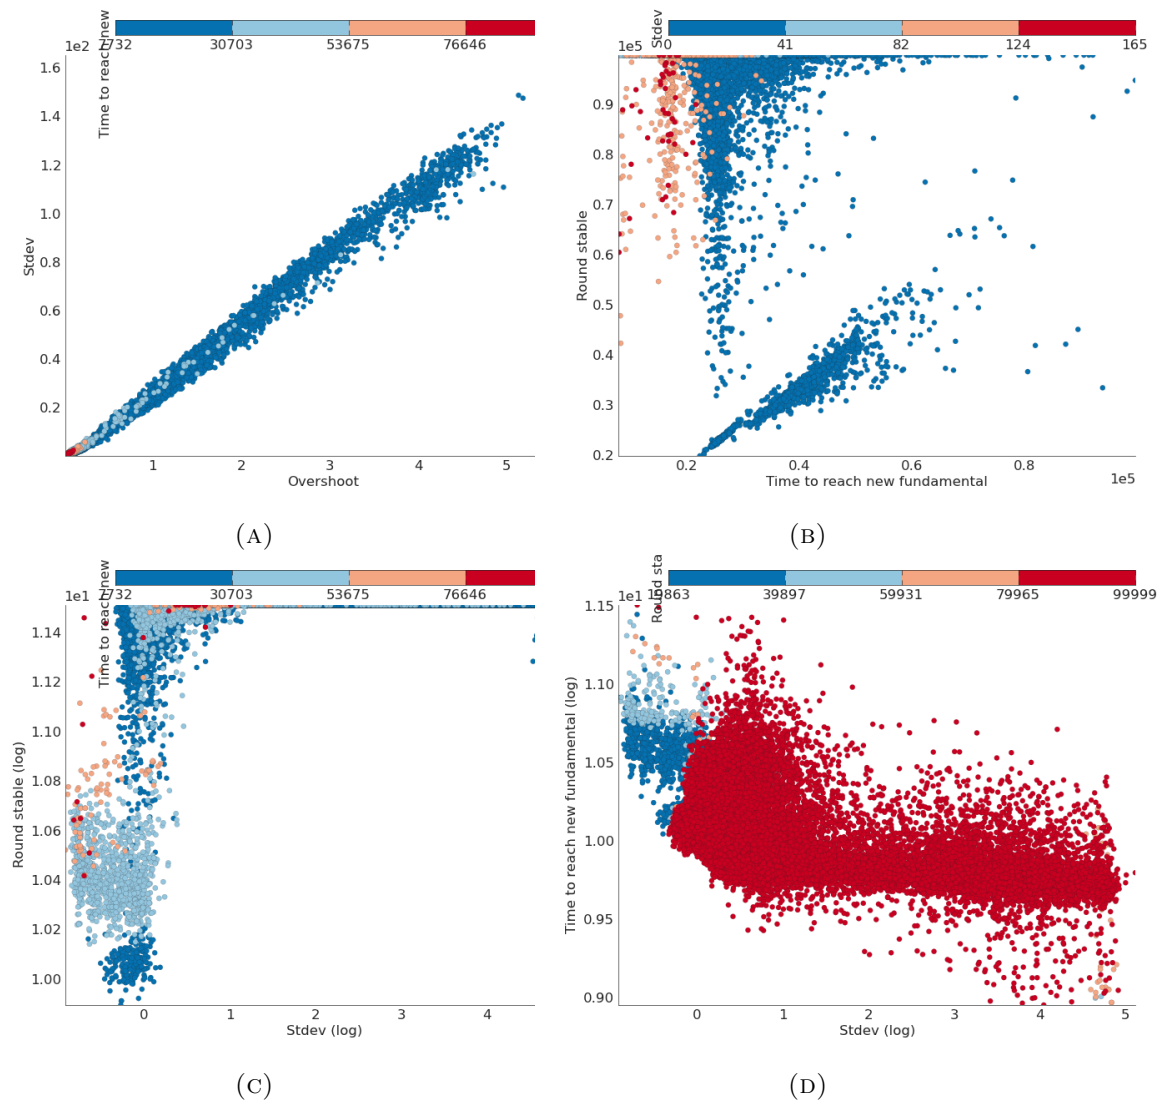 Time to reach new
7732 30703 53675 76646
1e2
1.6
1.4
1.2
1.0
0.8
0.6
0.4
0.2
Stdev
1 2 3 4 5
Overshoot
(A)
Stdev
0 41 82 124 165
1e5
0.9
0.8
0.7
0.6
0.5
0.4
0.3
0.2
Round stable
0.2 0.4 0.6 0.8
1e5
Time to reach new fundamental
(B)
Time to reach new
7732 30703 53675 76646
1e1
1.14
1.12
1.10
1.08
1.06
1.04
1.02
1.00
Round stable (log)
0 1 2 3 4
Stdev (log)
(C)
Round sta
19863 39897 59931 79965 99999
1e1
1.15
1.10
1.05
1.00
0.95
0.90
Time to reach new fundamental (log)
0 1 2 3 4 5
Stdev (log)
(D)